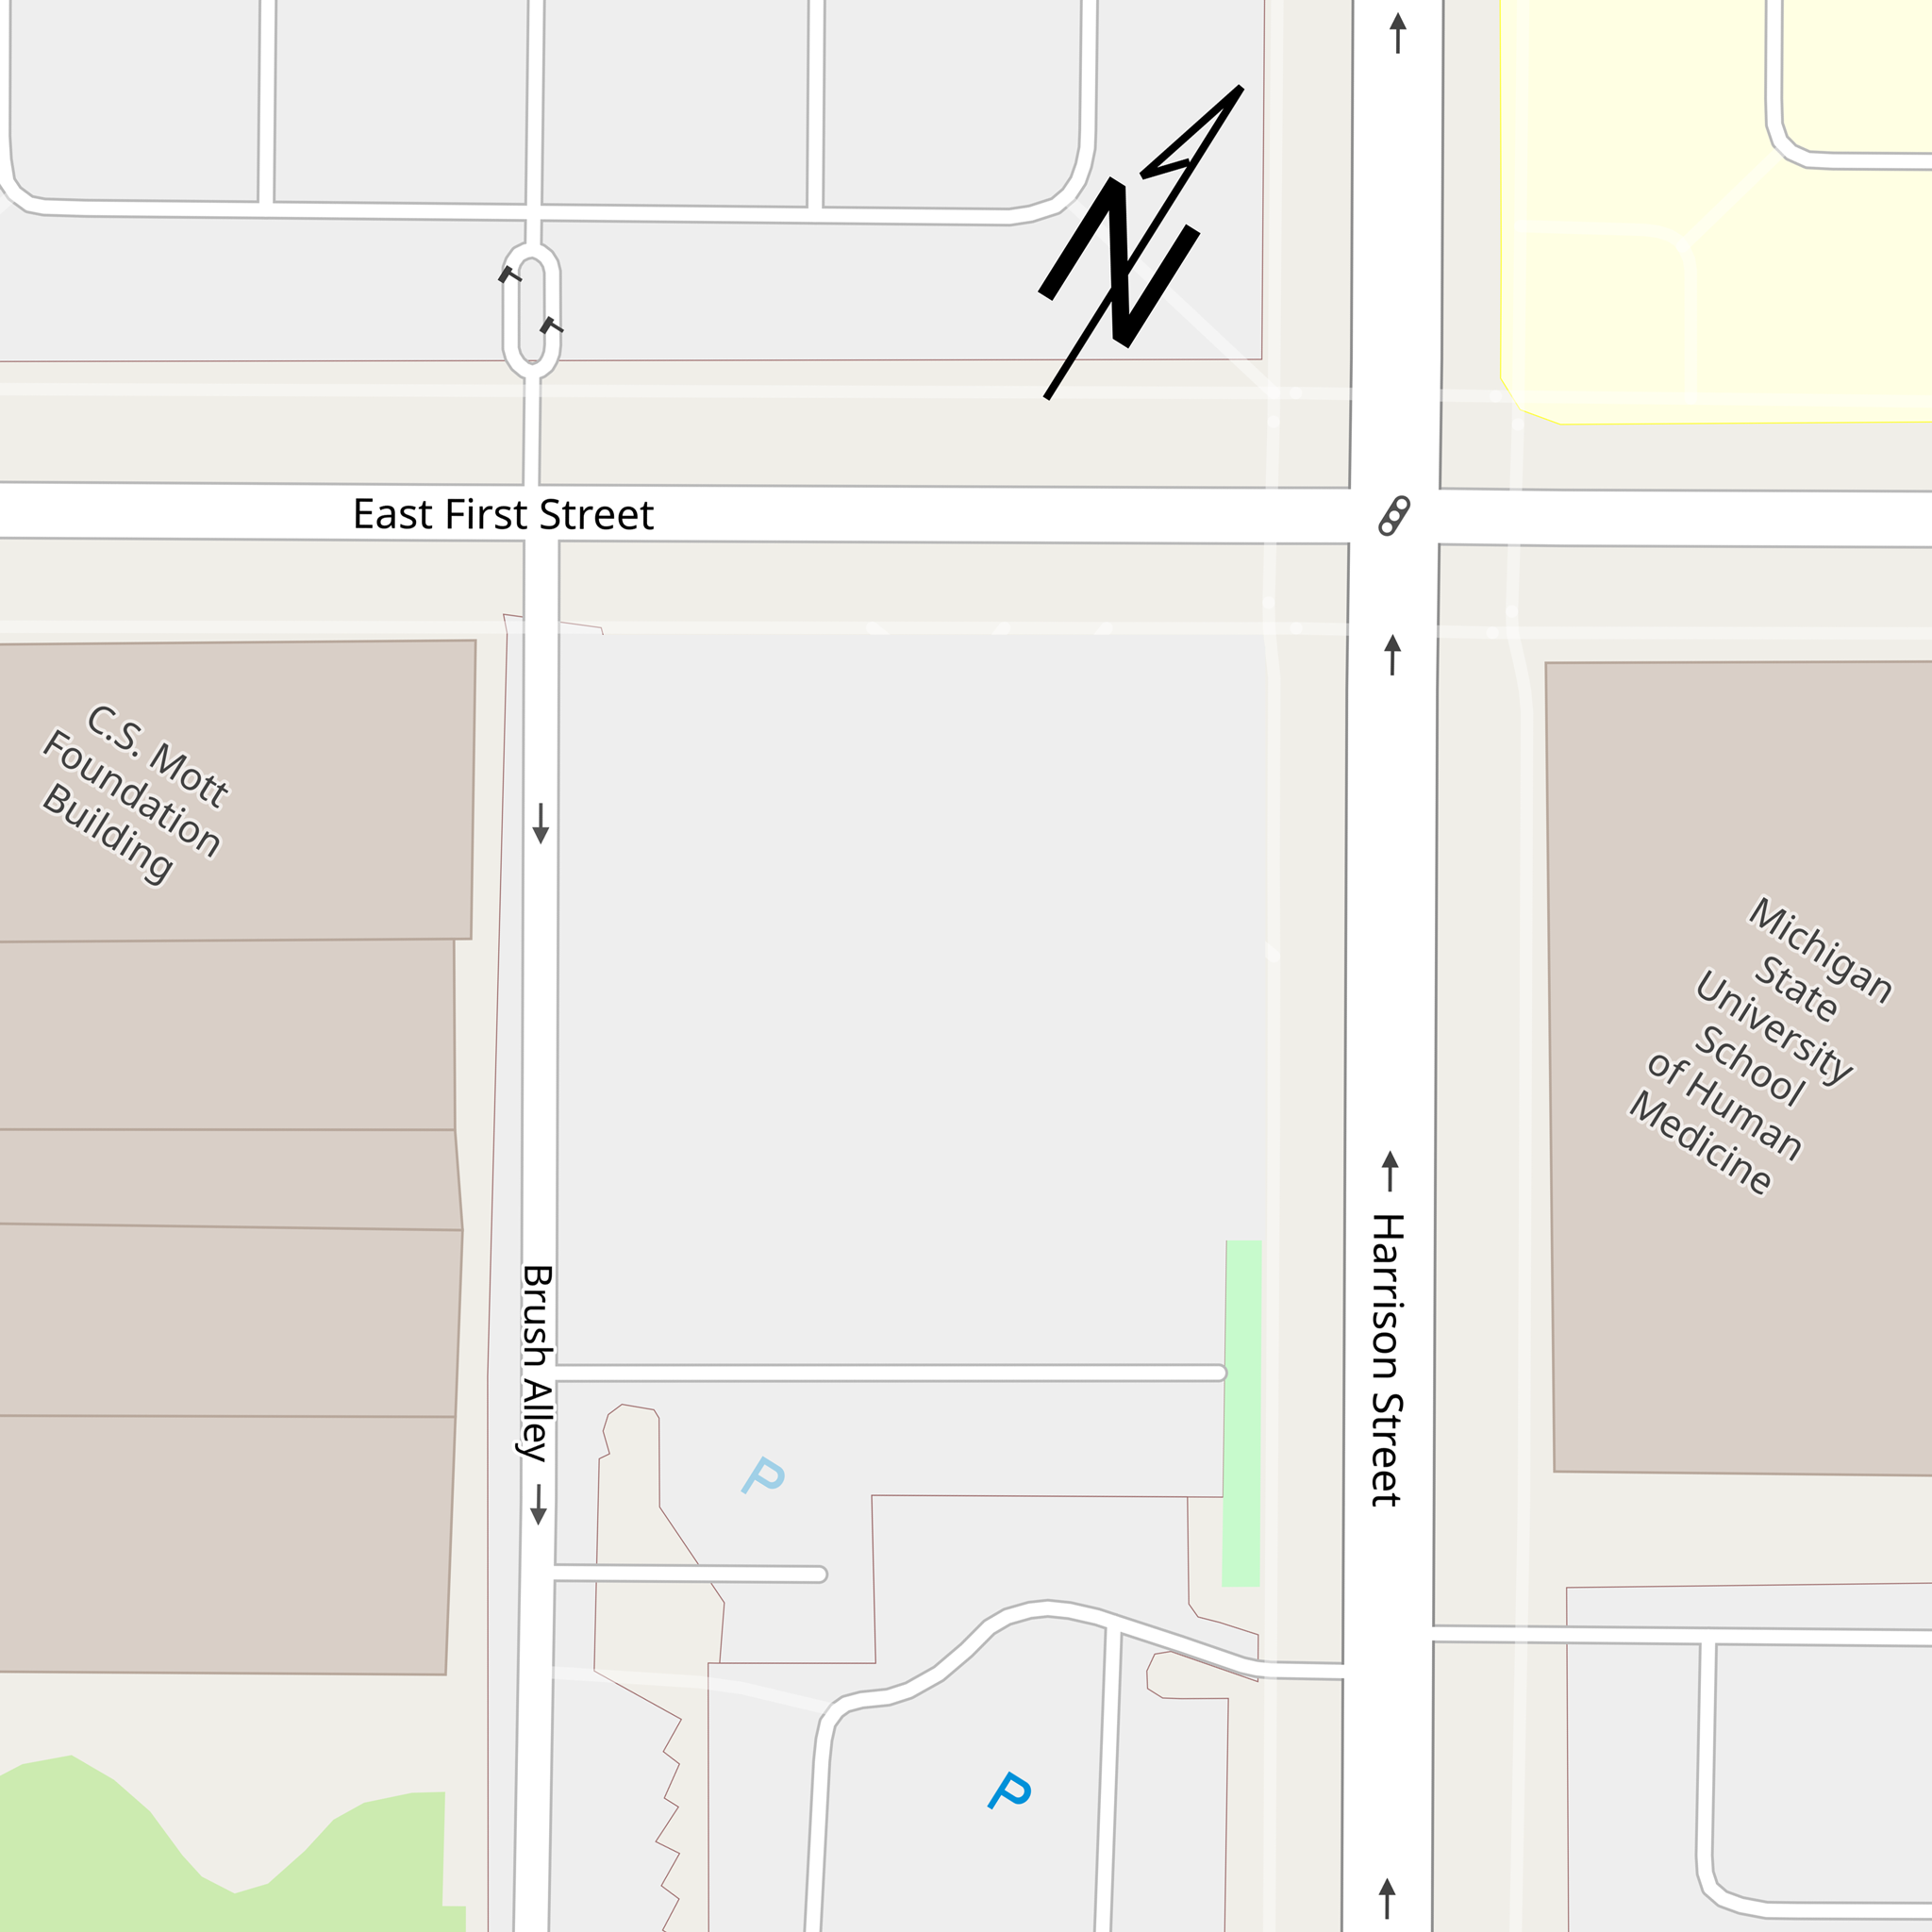 N
East First Street
C.S. Mott
Foundation
Building
Michigan
State
University
School
of Human
Medicine
Harrison Street
Brush Alley
P
P